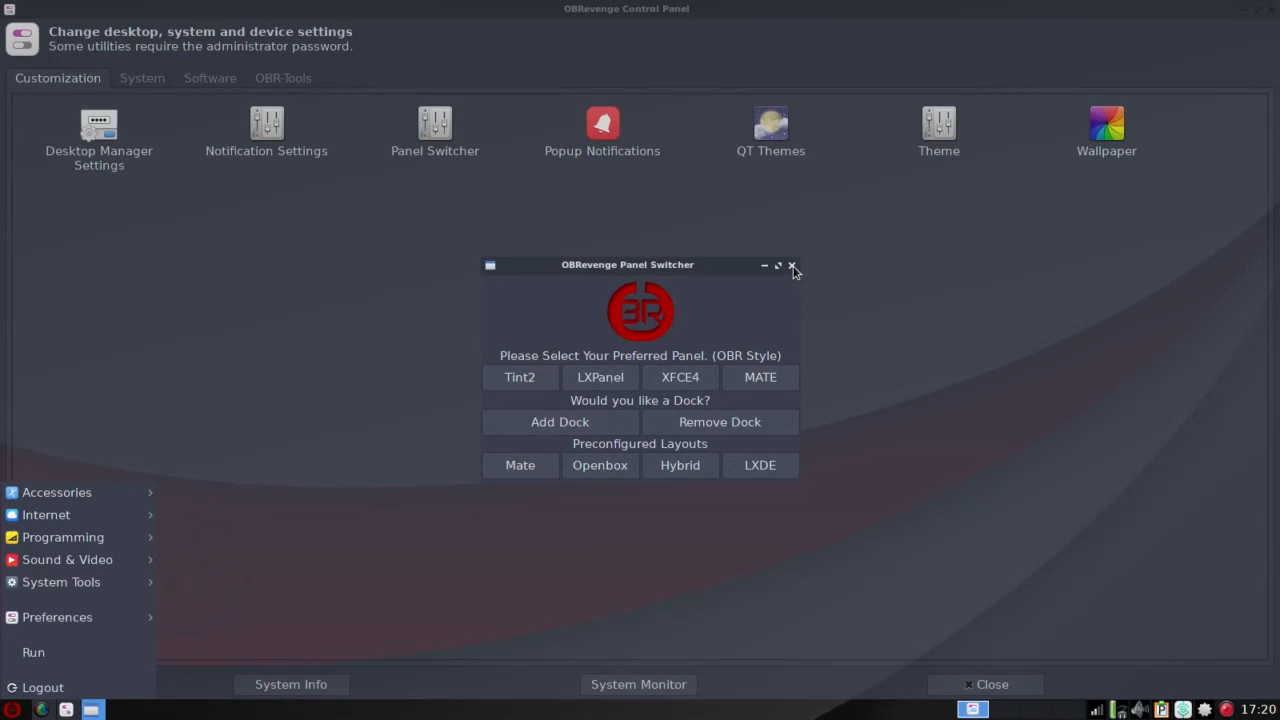 OBRevenge Control Panel
Change desktop, system and device settings
Some utilities require the administrator password.
Customization System Software OBR-Tools
Desktop Manager
Settings
Notification Settings
Panel Switcher
Popup Notifications
QT Themes
Theme
Wallpaper
OBRevenge Panel Switcher
BR
Please Select Your Preferred Panel. (OBR Style)
Tint2 LXPanel XFCE4 MATE
Would you like a Dock?
Add Dock Remove Dock
Preconfigured Layouts
Mate Openbox Hybrid LXDE
Accessories
Internet
Programming
Sound & Video
System Tools
Preferences
Run
Logout
System Info System Monitor Close
17:20